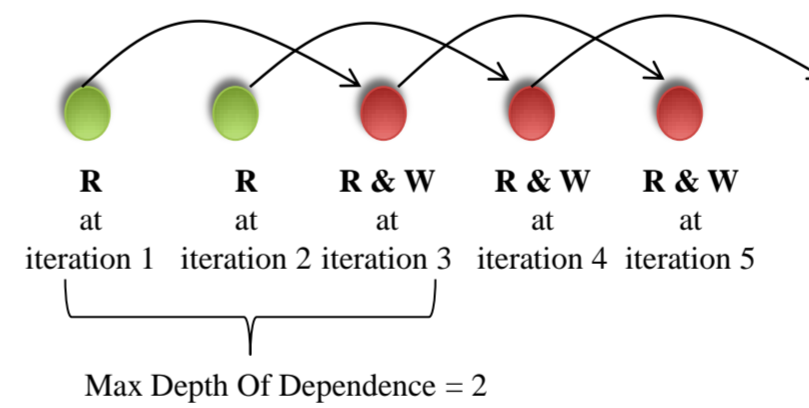 R R R & W R & W R & W
at at at at at
iteration 1 iteration 2 iteration 3 iteration 4 iteration 5
Max Depth Of Dependence = 2